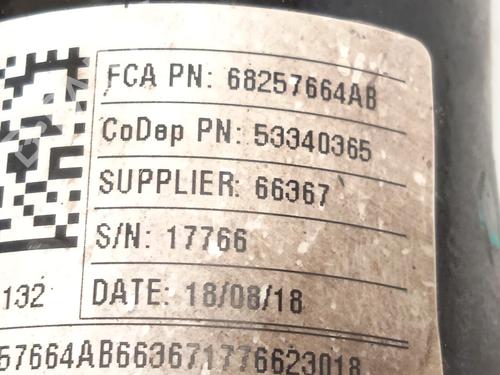 FCA PN: 68257664AB
CoDep PN: 53340365
SUPPLIER: 66367
S/N: 17766
132
DATE: 18/08/18
57664AB663671776623018